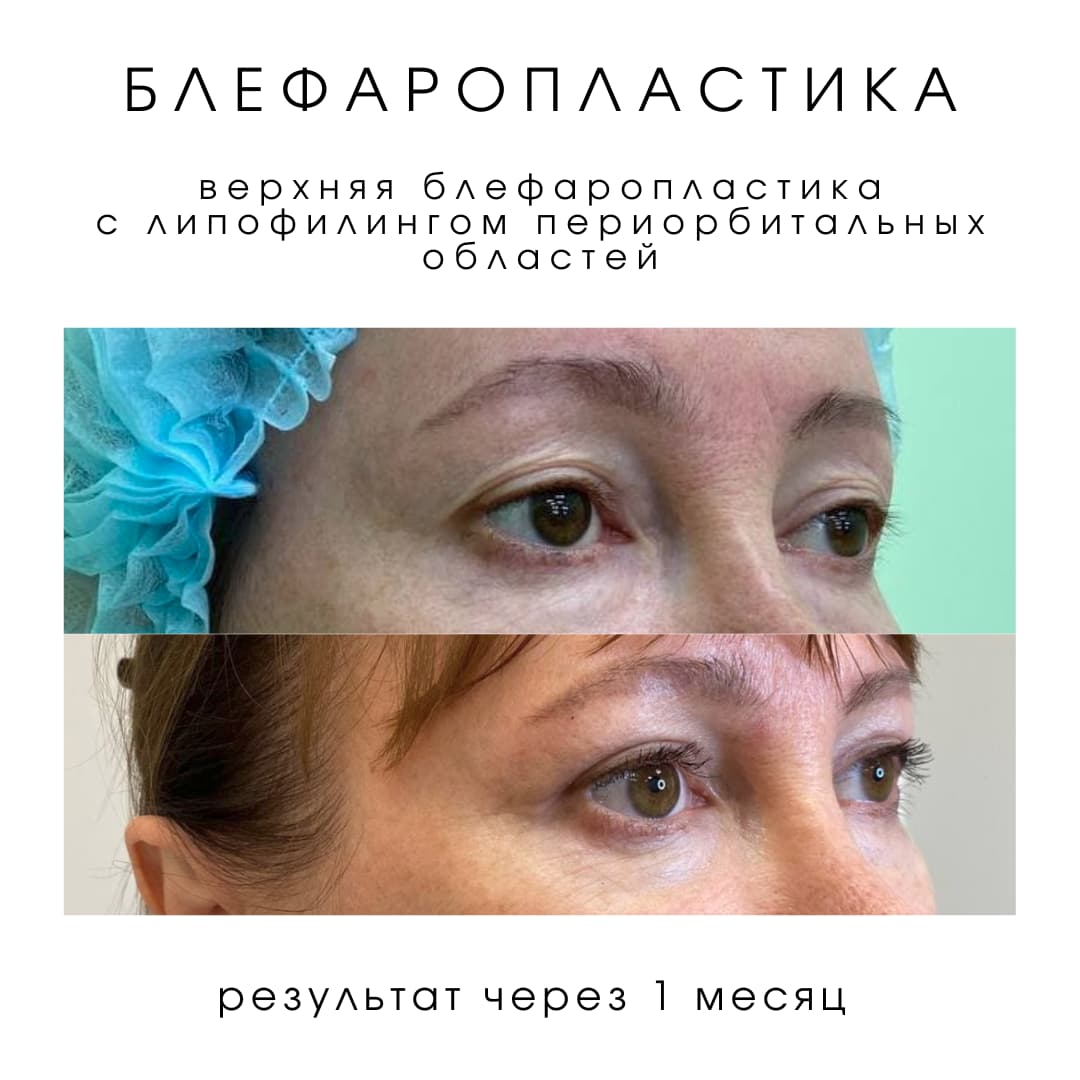 БЛЕФАРОПЛАСТИКА
верхняя блефаропластика
с липофилингом периорбитальных
областей
результат через 1 месяц